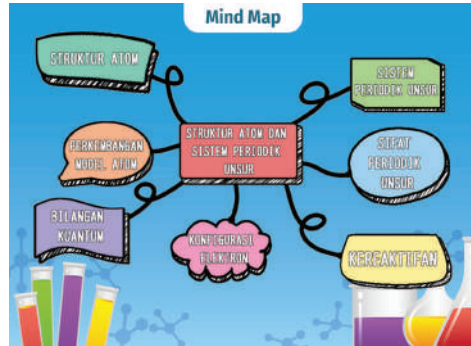 Mind Map
STRUKTUR ATOM
SISTEM
PERIODIK UNSUR
PERKEMBANGAN
MODEL ATOM
STRUKTUR ATOM DAN
SISTEM PERIODIK
UNSUR
SIFAT
PERIODIK
UNSUR
BILANGAN
KUANTUM
KONFIGURASI
ELEKTRON
KEREAKTIFAN